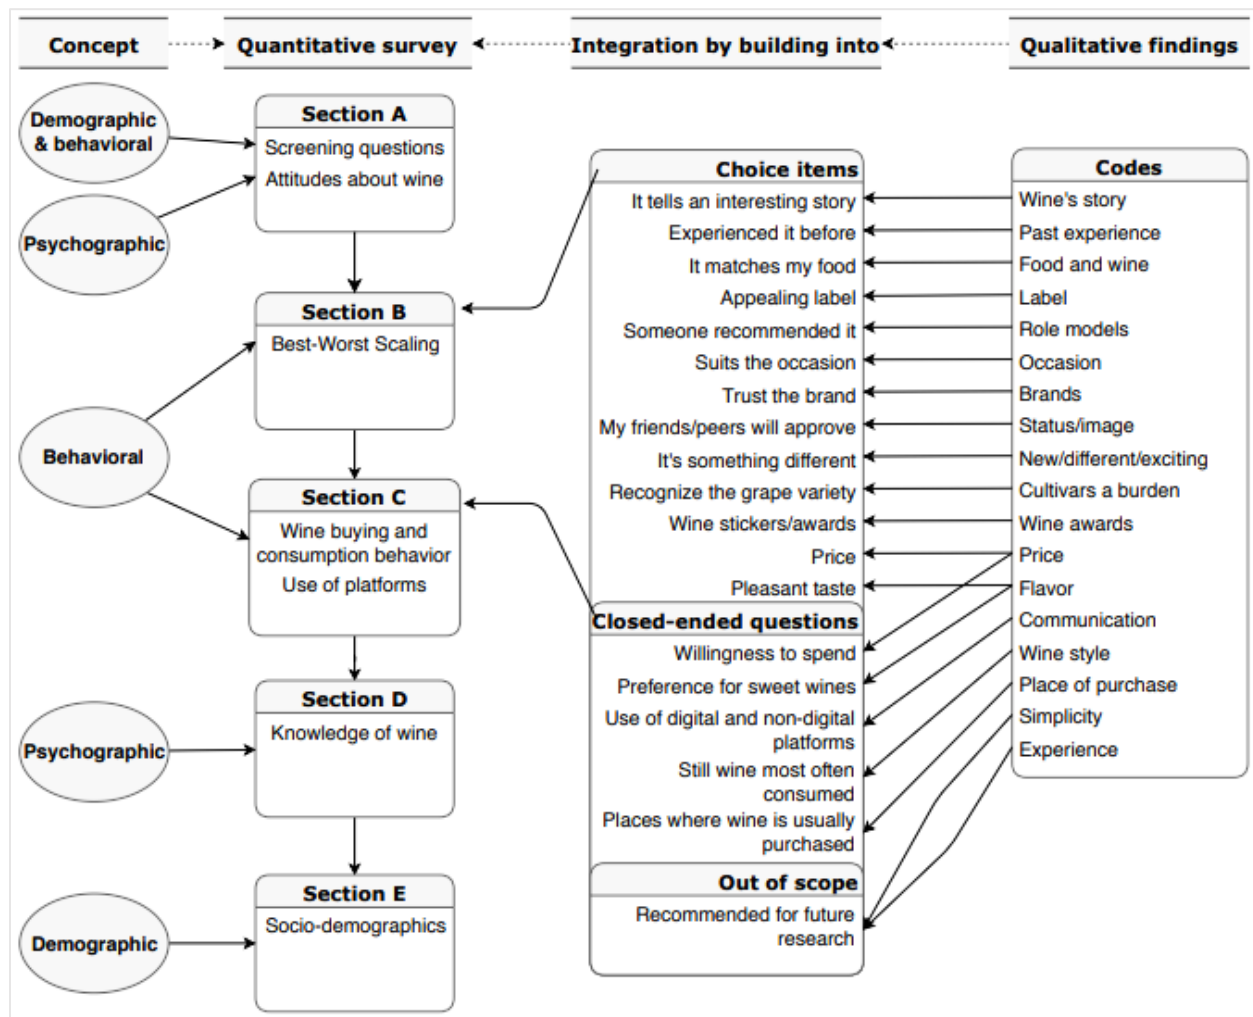 Concept
Quantitative survey
Integration by building into
Qualitative findings
Demographic
& behavioral
Psychographic
Behavioral
Psychographic
Demographic
Section A
Screening questions
Attitudes about wine
Section B
Best-Worst Scaling
Section C
Wine buying and
consumption behavior
Use of platforms
Section D
Knowledge of wine
Section E
Socio-demographics
Choice items
It tells an interesting story
Experienced it before
It matches my food
Appealing label
Someone recommended it
Suits the occasion
Trust the brand
My friends/peers will approve
It's something different
Recognize the grape variety
Wine stickers/awards
Price
Pleasant taste
Closed-ended questions
Willingness to spend
Preference for sweet wines
Use of digital and non-digital
platforms
Still wine most often
consumed
Places where wine is usually
purchased
Out of scope
Recommended for future
research
Codes
Wine's story
Past experience
Food and wine
Label
Role models
Occasion
Brands
Status/image
New/different/exciting
Cultivars a burden
Wine awards
Price
Flavor
Communication
Wine style
Place of purchase
Simplicity
Experience